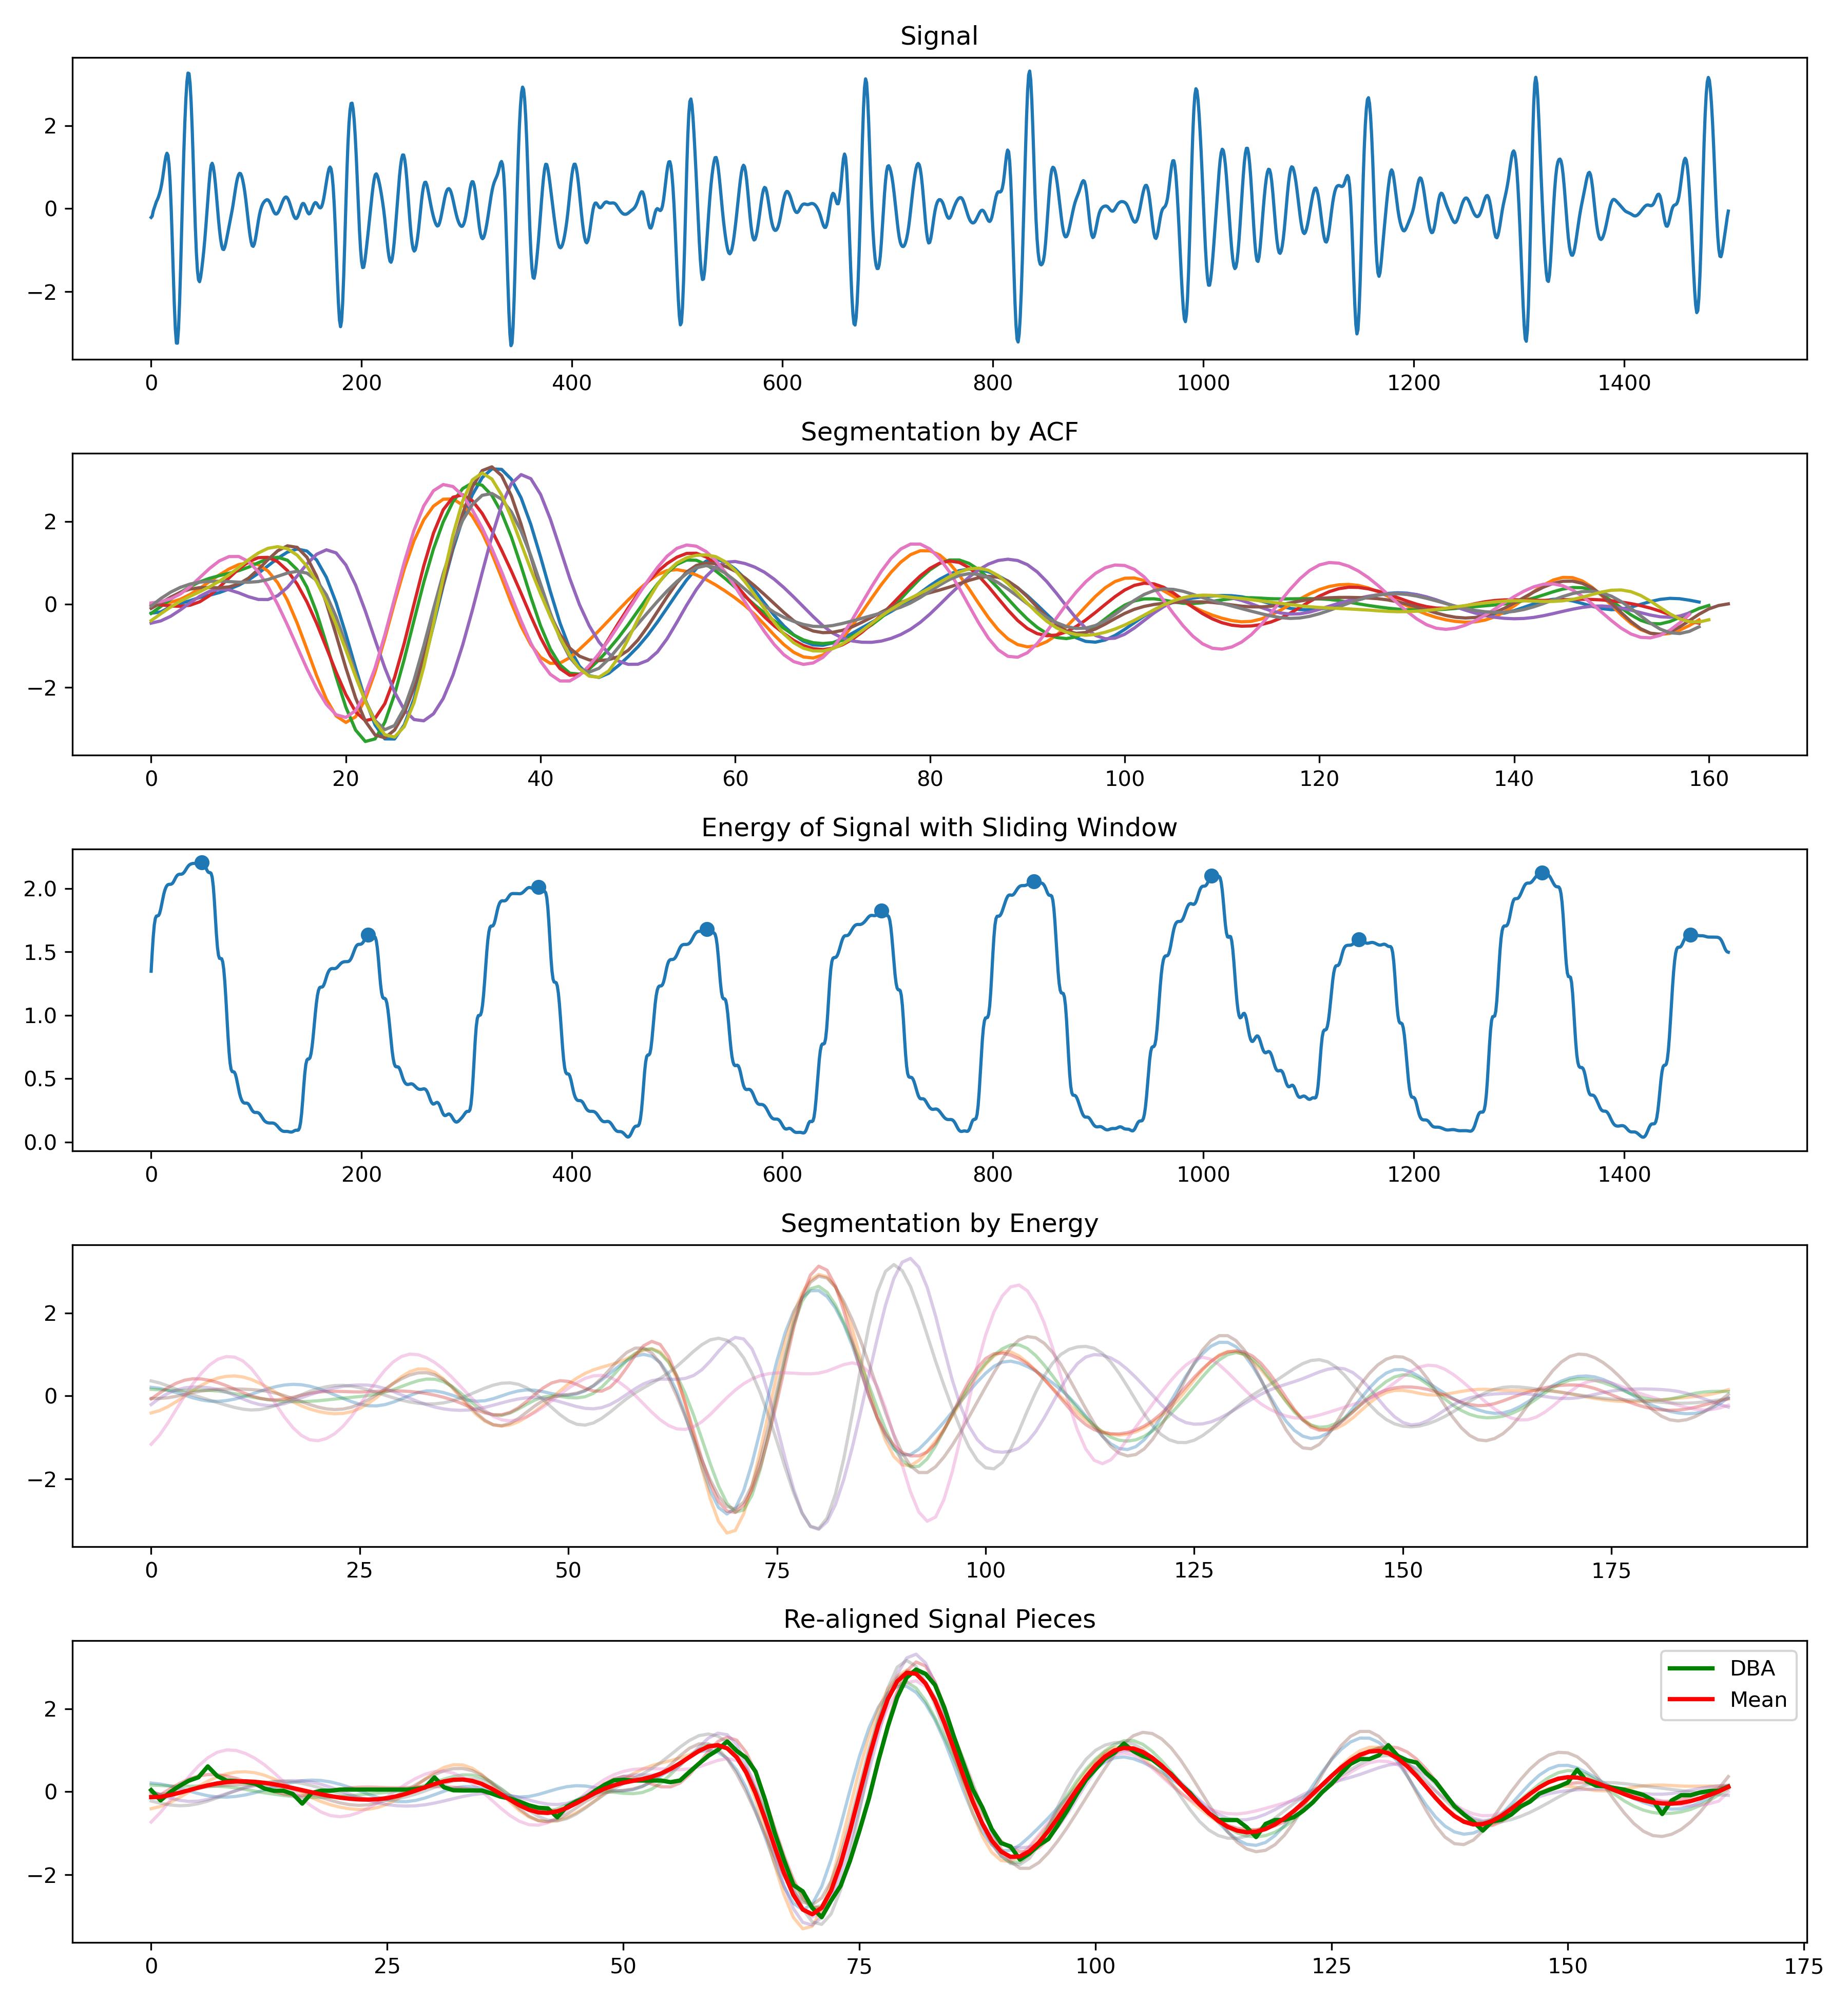 Signal
2
0
−2
0 200 400 600 800 1000 1200 1400
Segmentation by ACF
2
0
−2
0 20 40 60 80 100 120 140 160
Energy of Signal with Sliding Window
2.0
1.5
1.0
0.5
0.0
0 200 400 600 800 1000 1200 1400
Segmentation by Energy
2
0
−2
0 25 50 75 100 125 150 175
Re-aligned Signal Pieces
DBA
Mean
2
0
−2
0 25 50 75 100 125 150 175